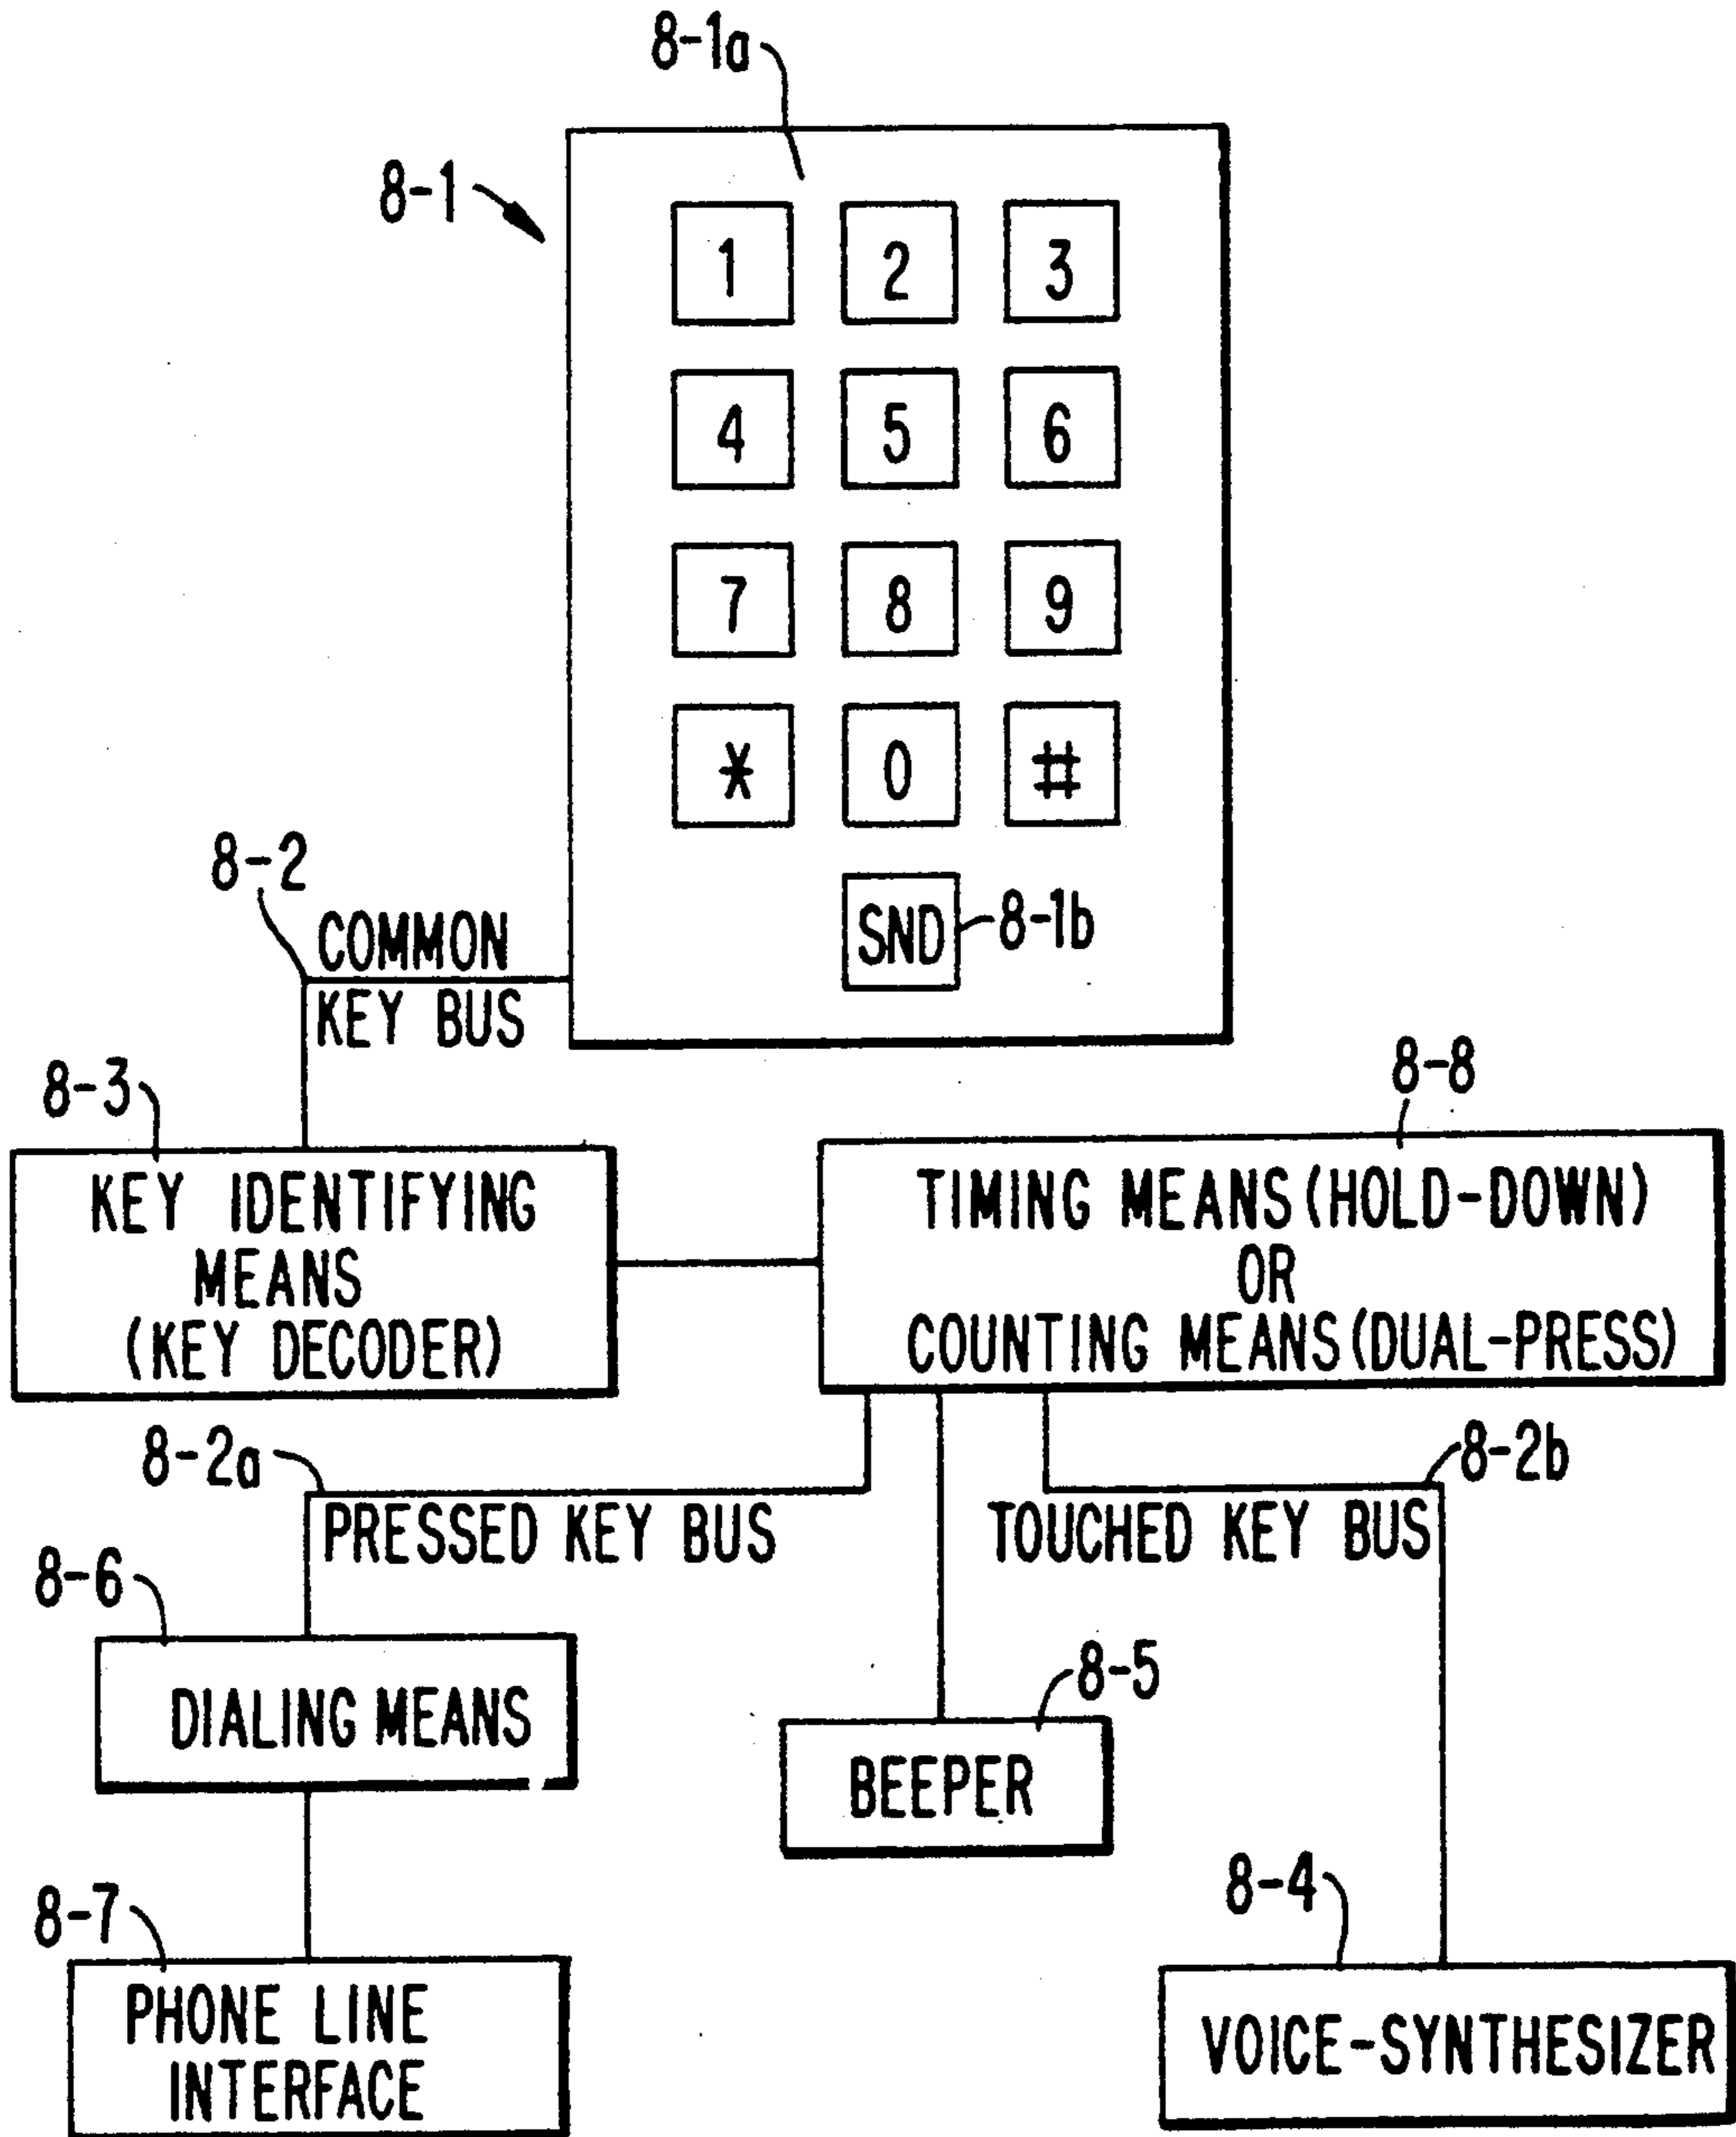 8-1a
8-1
1 2 3
4 5 6
7 8 9
* 0 #
8-2
SND 8-1b
COMMON
KEY BUS
8-3
8-8
KEY IDENTIFYING
MEANS
(KEY DECODER)
TIMING MEANS (HOLD-DOWN)
OR
COUNTING MEANS (DUAL-PRESS)
8-2a
8-2b
PRESSED KEY BUS
TOUCHED KEY BUS
8-6
DIALING MEANS
8-5
BEEPER
8-7
PHONE LINE
INTERFACE
8-4
VOICE-SYNTHESIZER